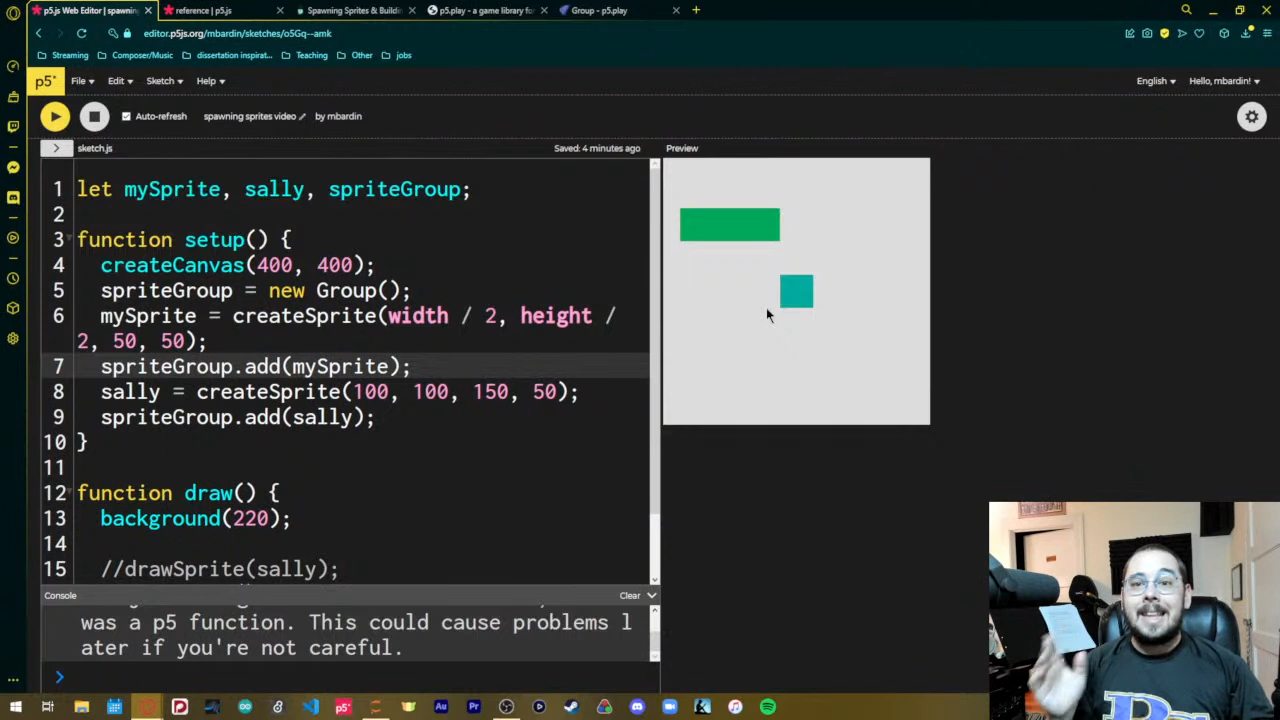 p5.js Web Editor | spawning
reference | p5.js
Spawning Sprites & Buildi
p5.play - a game library fo
Group - p5.play
editor.p5js.org/mbardin/sketches/o5Gq--amk
Streaming
Composer/Music
dissertation inspirat...
Teaching
Other
jobs
p5*
File
Edit
Sketch
Help
English
Hello, mbardin!
Auto-refresh
spawning sprites video
by mbardin
sketch.js
Saved: 4 minutes ago
Preview
1 let mySprite, sally, spriteGroup;
2
3 function setup() {
4 createCanvas(400, 400);
5 spriteGroup = new Group();
6 mySprite = createSprite(width / 2, height /
2, 50, 50);
7 spriteGroup.add(mySprite);
8 sally = createSprite(100, 100, 150, 50);
9 spriteGroup.add(sally);
10 }
11
12 function draw() {
13 background(220);
14
15 //drawSprite(sally);
Console
Clear
was a p5 function. This could cause problems l
ater if you're not careful.
>